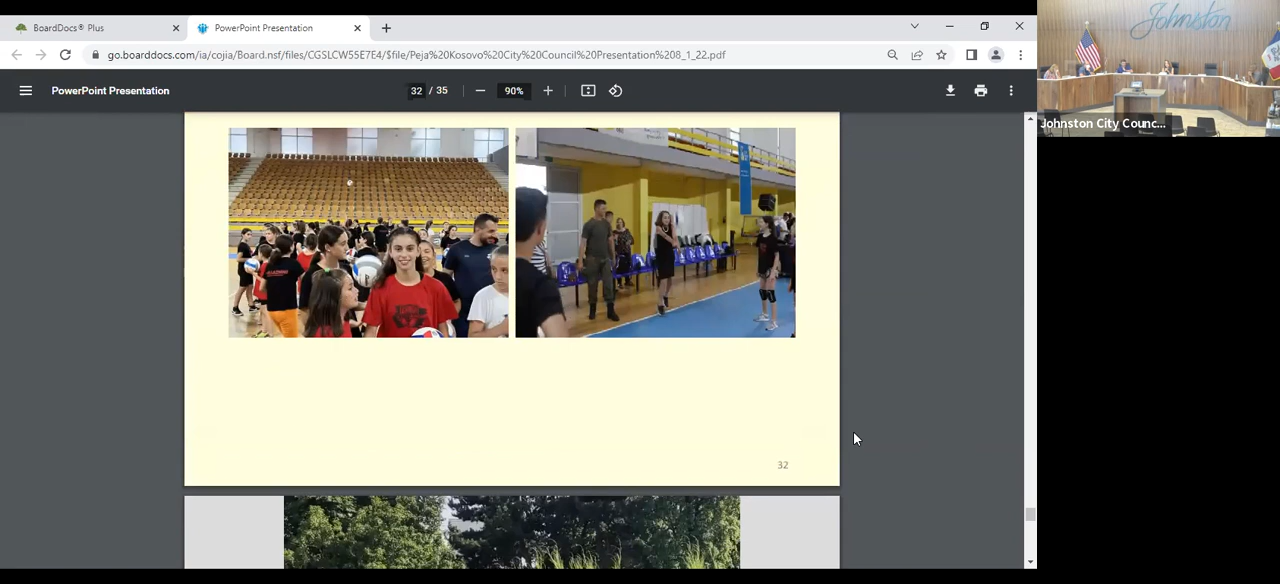 BoardDocs® Plus
PowerPoint Presentation
go.boarddocs.com/ia/cojia/Board.nsf/files/CGSLCW55E7E4/$file/Peja%20Kosovo%20City%20Council%20Presentation%208_1_22.pdf
PowerPoint Presentation
32 / 35
90%
Johnston
Johnston City Counc...
32